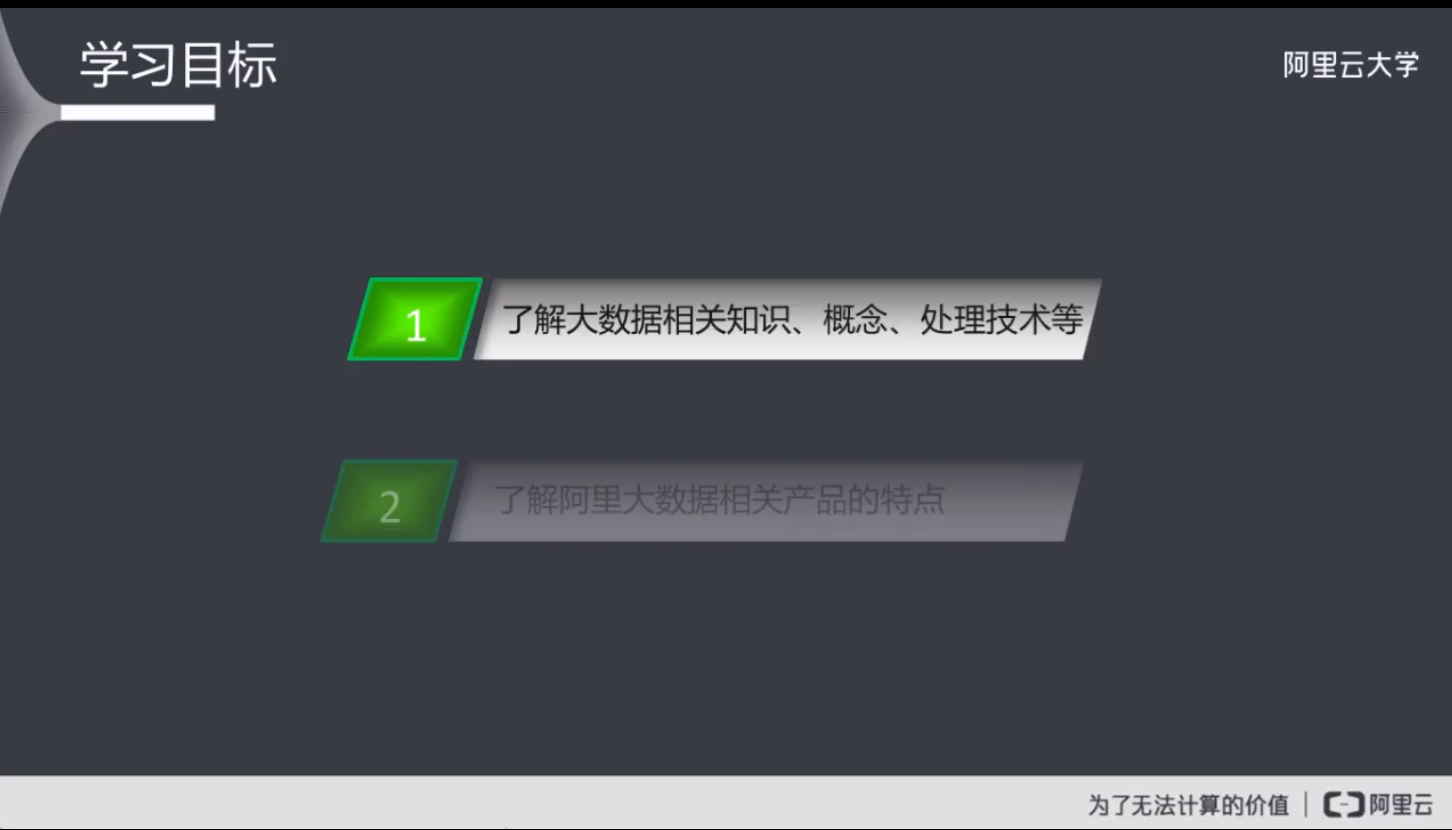 学习目标
阿里云大学
1
了解大数据相关知识、概念、处理技术等
2
了解阿里大数据相关产品的特点
为了无法计算的价值 | 阿里云